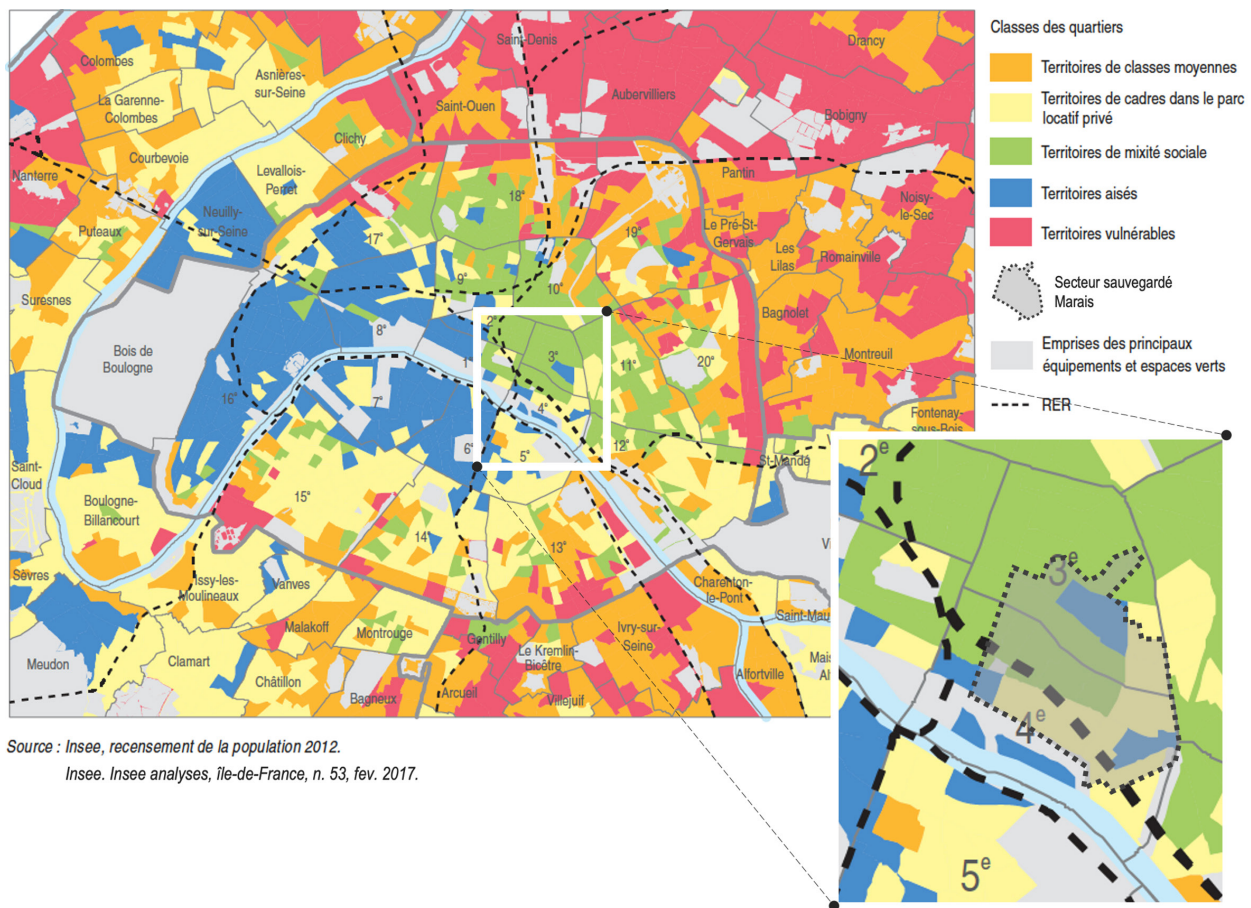 Saint-Denis
Drancy
Colombes
Asnières-
sur-Seine
Aubervilliers
La Garenne-
Colombes
Saint-Ouen
Bobigny
Clichy
Courbevoie
Levallois-
Perret
Nanterre
Pantin
Noisy-
le-Sec
18ᵉ
Neuilly-
sur-Seine
Puteaux
17ᵉ
19ᵉ
Le Pré-St-
Gervais
Les
Lilas
Romainville
9ᵉ
10ᵉ
Suresnes
Bagnolet
8ᵉ
2ᵉ
Bois de
Boulogne
1ᵉ
3ᵉ
11ᵉ
20ᵉ
Montreuil
16ᵉ
7ᵉ
4ᵉ
Fontenay-
sous-Bois
6ᵉ
5ᵉ
12ᵉ
St-Mandé
Saint-
Cloud
Boulogne-
Billancourt
15ᵉ
14ᵉ
13ᵉ
V
Sèvres
Issy-les-
Moulineaux
Vanves
Charenton-
le-Pont
Saint-Mau
Malakoff
Montrouge
Gentilly
Ivry-sur-
Seine
Le Kremlin-
Bicêtre
Meudon
Clamart
Châtillon
Bagneux
Arcueil
Villejuif
Alfortville
Mais
Al
Classes des quartiers
Territoires de classes moyennes
Territoires de cadres dans le parc
locatif privé
Territoires de mixité sociale
Territoires aisés
Territoires vulnérables
Secteur sauvegardé
Marais
Emprises des principaux
équipements et espaces verts
RER
2ᵉ
3ᵉ
4ᵉ
5ᵉ
Source : Insee, recensement de la population 2012.
Insee. Insee analyses, île-de-France, n. 53, fev. 2017.